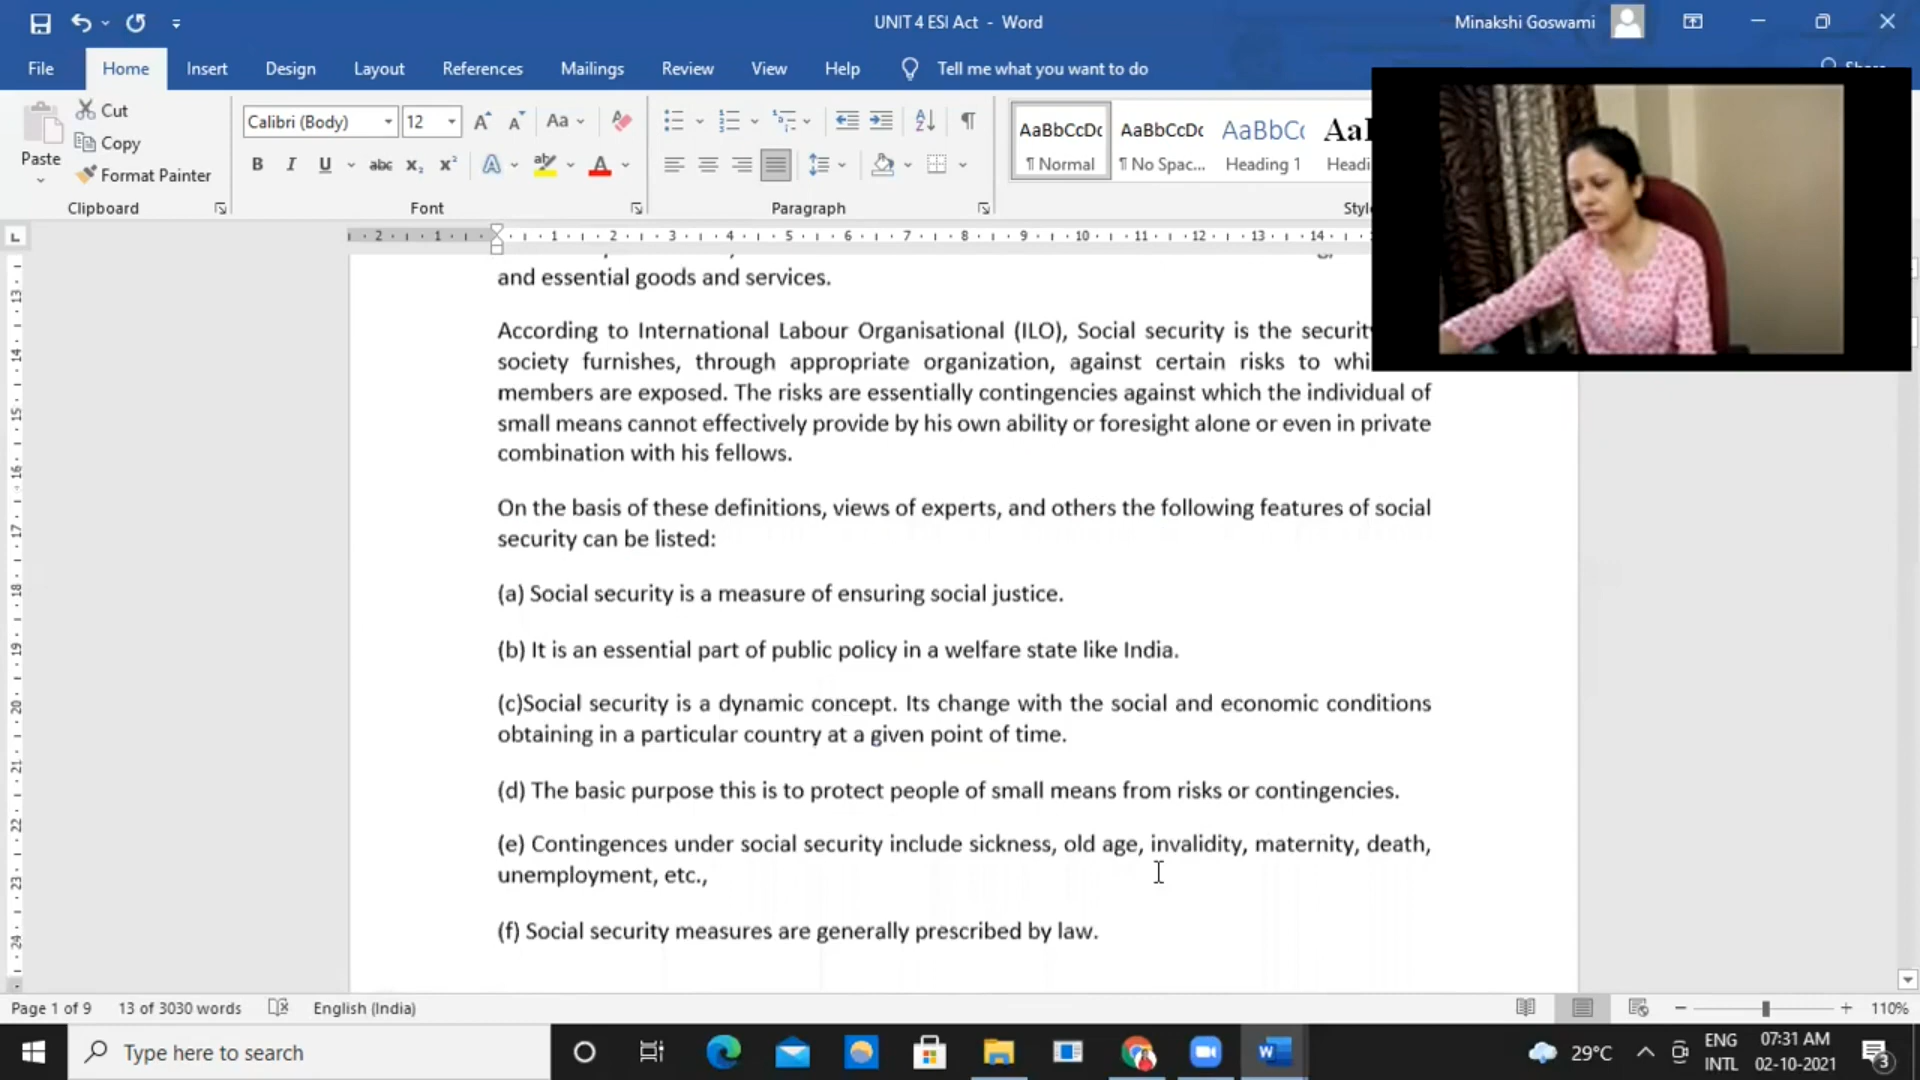 UNIT 4 ESI Act - Word
Minakshi Goswami
File Home Insert Design Layout References Mailings Review View Help Tell me what you want to do
Paste
Cut
Copy
Format Painter
Clipboard
Calibri (Body) 12
Font
Paragraph
AaBbCcDc AaBbCcDc AaBbC
¶ Normal ¶ No Spac... Heading 1
and essential goods and services.
According to International Labour Organisational (ILO), Social security is the
society furnishes, through appropriate organization, against certain risks to
members are exposed. The risks are essentially contingencies against which the individual of
small means cannot effectively provide by his own ability or foresight alone or even in private
combination with his fellows.
On the basis of these definitions, views of experts, and others the following features of social
security can be listed:
(a) Social security is a measure of ensuring social justice.
(b) It is an essential part of public policy in a welfare state like India.
(c)Social security is a dynamic concept. Its change with the social and economic conditions
obtaining in a particular country at a given point of time.
(d) The basic purpose this is to protect people of small means from risks or contingencies.
(e) Contingences under social security include sickness, old age, invalidity, maternity, death,
unemployment, etc.,
(f) Social security measures are generally prescribed by law.
Page 1 of 9 13 of 3030 words English (India) 110%
Type here to search
29°C
ENG
INTL
07:31 AM
02-10-2021
3